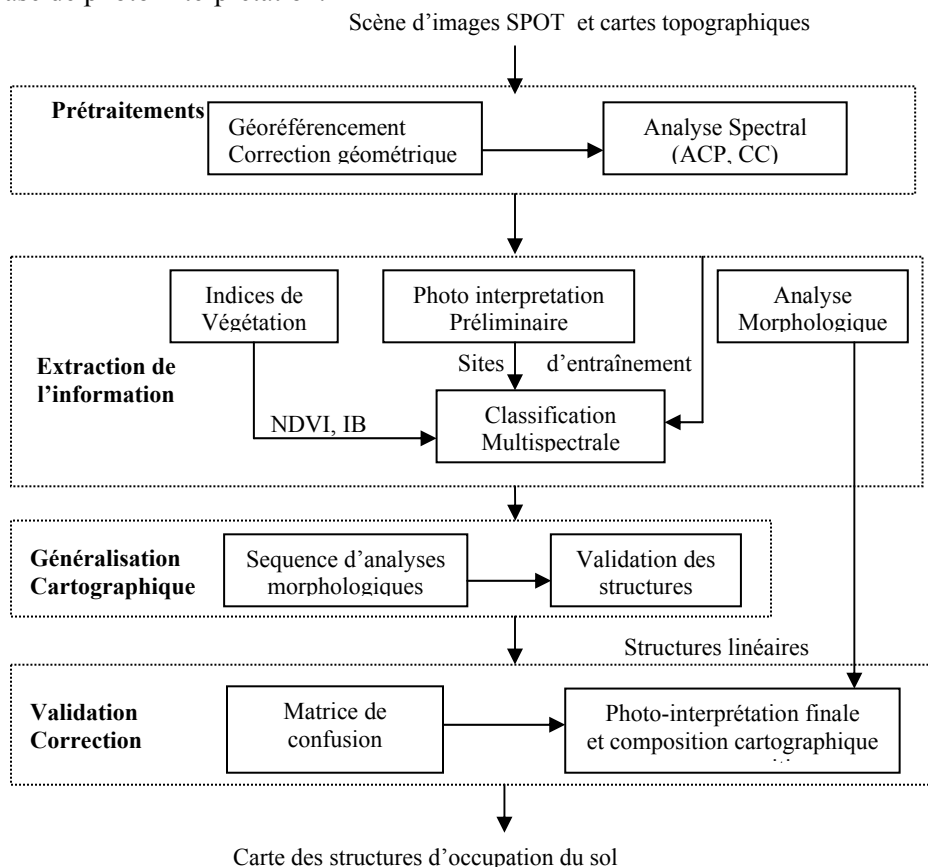 Scène d'images SPOT et cartes topographiques
Prétraitements
Géoréférencement
Correction géométrique
Analyse Spectral
(ACP, CC)
Indices de
Végétation
Photo interpretation
Préliminaire
Analyse
Morphologique
Extraction de
l'information
Sites d'entraînement
NDVI, IB
Classification
Multispectrale
Généralisation
Cartographique
Sequence d'analyses
morphologiques
Validation des
structures
Structures linéaires
Validation
Correction
Matrice de
confusion
Photo-interprétation finale
et composition cartographique
Carte des structures d'occupation du sol